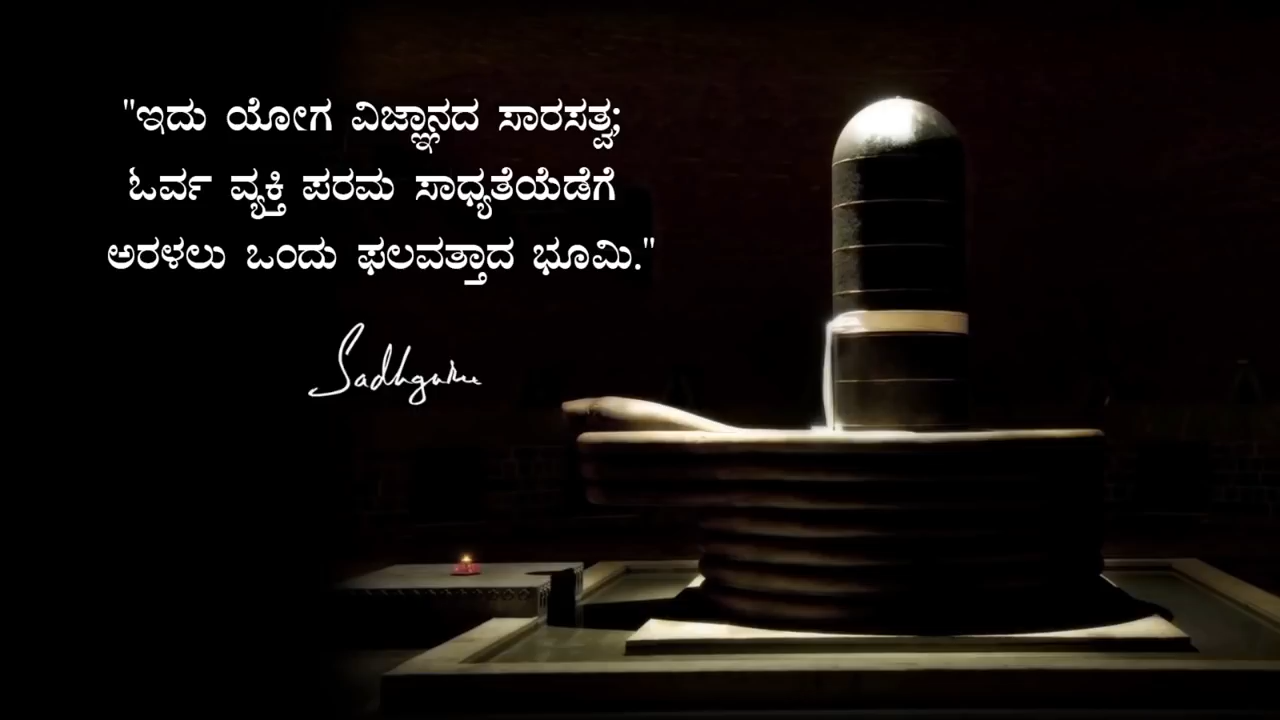 "ಇದು ಯೋಗ ವಿಜ್ಞಾನದ ಸಾರಸತ್ವ;
ಓರ್ವ ವ್ಯಕ್ತಿ ಪರಮ ಸಾಧ್ಯತೆಯೆಡೆಗೆ
ಅರಳಲು ಒಂದು ಫಲವತ್ತಾದ ಭೂಮಿ."
Sadhguru